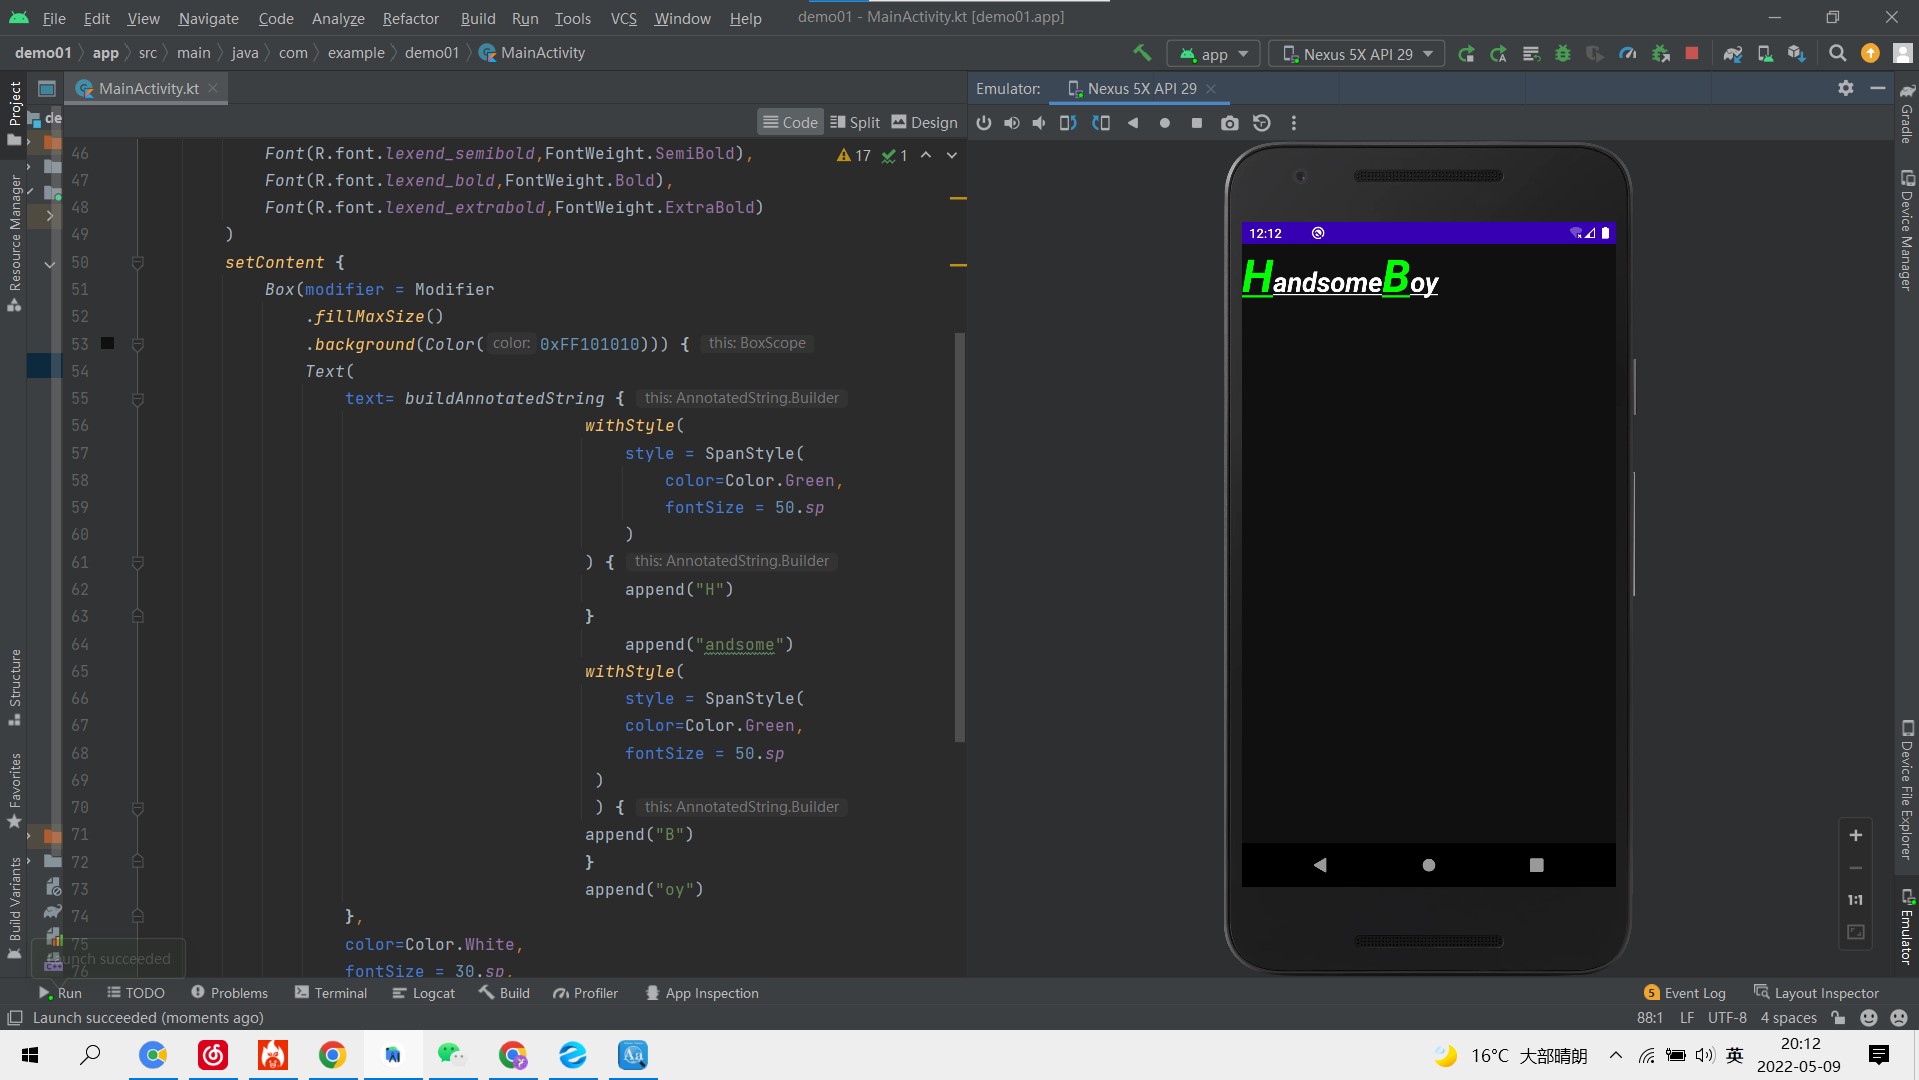 File Edit View Navigate Code Analyze Refactor Build Run Tools VCS Window Help demo01 - MainActivity.kt [demo01.app]
demo01 app src main java com example demo01 MainActivity app Nexus 5X API 29
Project
Resource Manager
Structure
Favorites
Build Variants
de
MainActivity.kt
Code Split Design
17 1
46 Font(R.font.lexend_semibold,FontWeight.SemiBold),
47 Font(R.font.lexend_bold,FontWeight.Bold),
48 Font(R.font.lexend_extrabold,FontWeight.ExtraBold)
49 )
50 setContent {
51 Box(modifier = Modifier
52 .fillMaxSize()
53 .background(Color( color: 0xFF101010))) { this: BoxScope
54 Text(
55 text= buildAnnotatedString { this: AnnotatedString.Builder
56 withStyle(
57 style = SpanStyle(
58 color=Color.Green,
59 fontSize = 50.sp
60 )
61 ) { this: AnnotatedString.Builder
62 append("H")
63 }
64 append("andsome")
65 withStyle(
66 style = SpanStyle(
67 color=Color.Green,
68 fontSize = 50.sp
69 )
70 ) { this: AnnotatedString.Builder
71 append("B")
72 }
73 append("oy")
74 },
75 color=Color.White,
76 fontSize = 30.sp,
Launch succeeded
Emulator: Nexus 5X API 29
12:12
HandsomeBoy
1:1
Gradle
Device Manager
Device File Explorer
Emulator
Run TODO Problems Terminal Logcat Build Profiler App Inspection 5 Event Log Layout Inspector
Launch succeeded (moments ago) 88:1 LF UTF-8 4 spaces
16°C 大部晴朗 英 20:12
2022-05-09